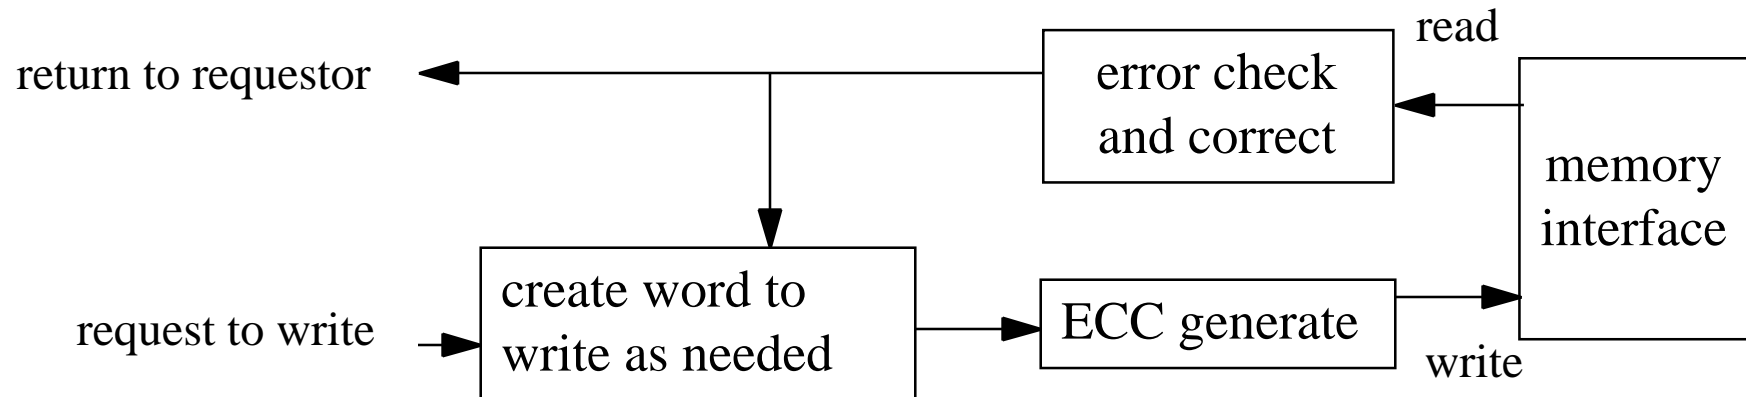 read
return to requestor
error check
and correct
memory
interface
create word to
write as needed
request to write
ECC generate
write